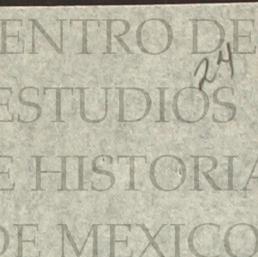 ENTRO DE
24
ESTUDIOS
E HISTORIA
DE MEXICO